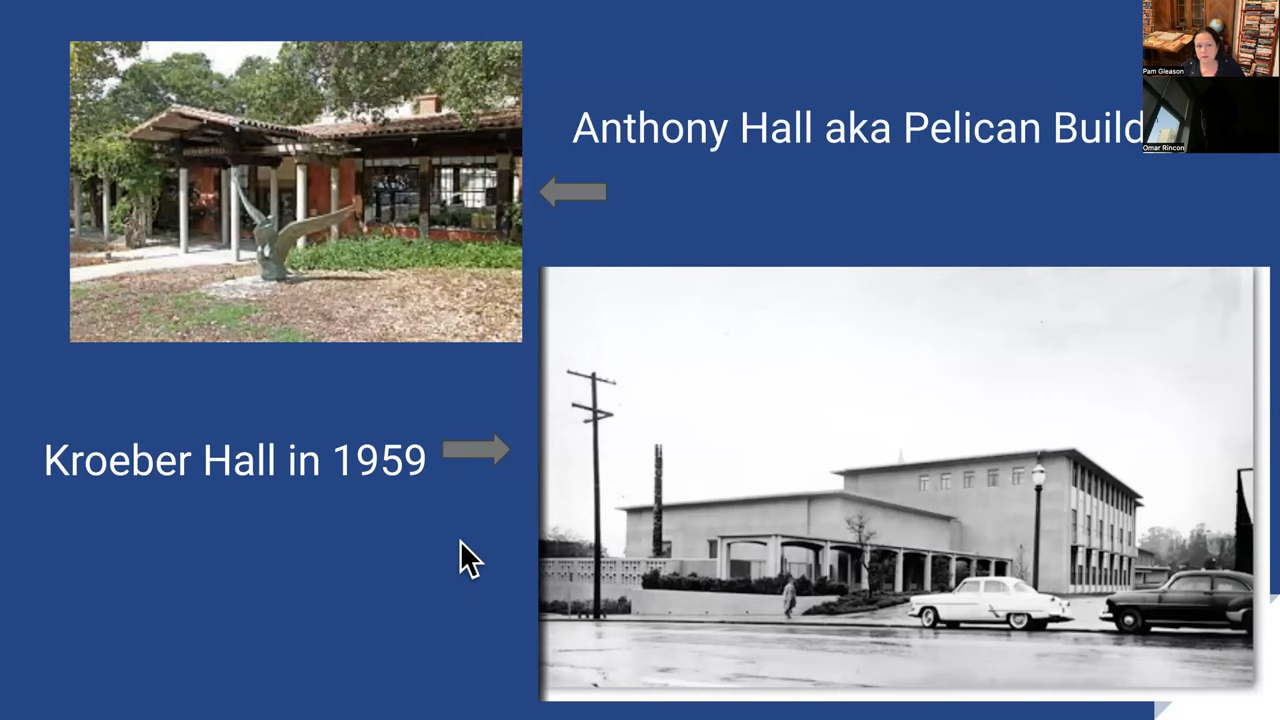 Anthony Hall aka Pelican Build
Pam Gleason
Omar Rincon
Kroeber Hall in 1959